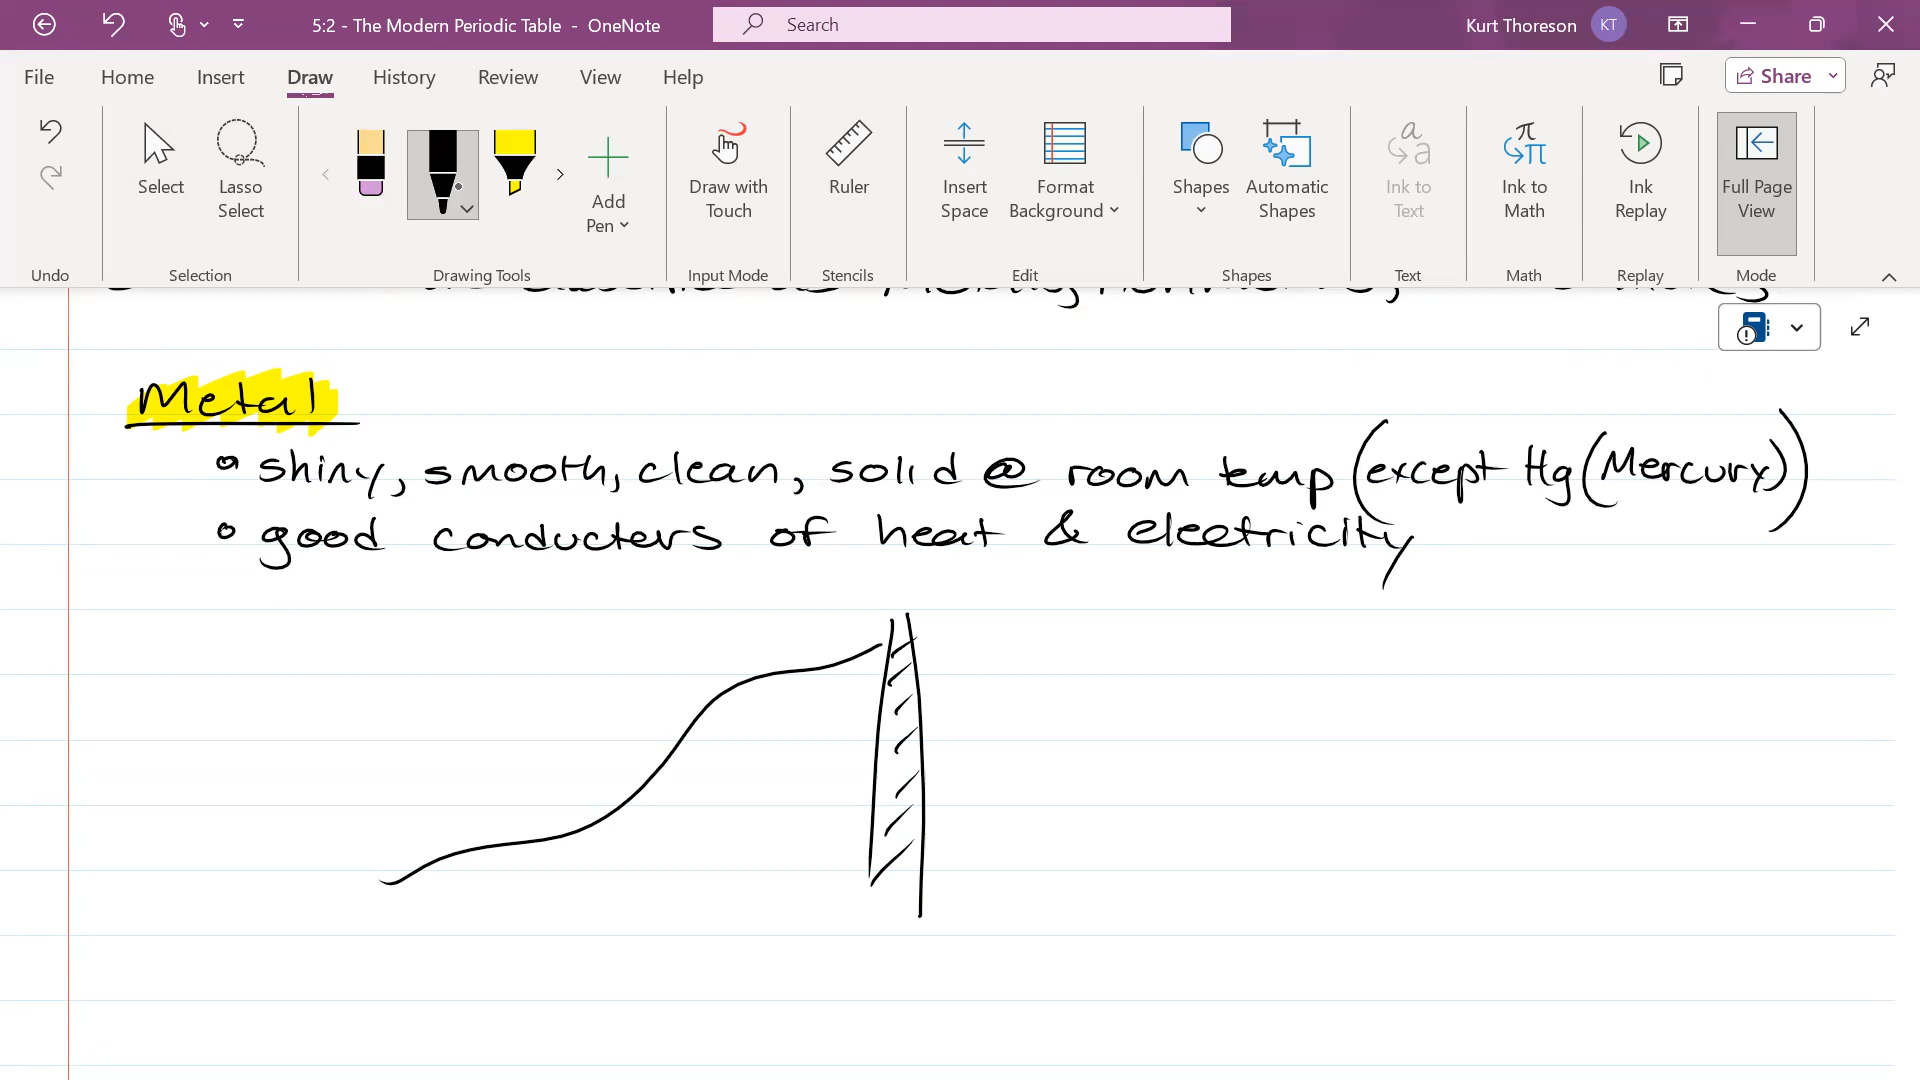 5:2 - The Modern Periodic Table - OneNote
Search
Kurt Thoreson KT
File Home Insert Draw History Review View Help
Share
Select
Lasso Select
Add Pen
Draw with Touch
Ruler
Insert Space
Format Background
Shapes
Automatic Shapes
Ink to Text
Ink to Math
Ink Replay
Full Page View
Undo Selection Drawing Tools Input Mode Stencils Edit Shapes Text Math Replay Mode
Metal
shiny, smooth, clean, solid @ room temp (except Hg (Mercury))
good conducters of heat & electricity